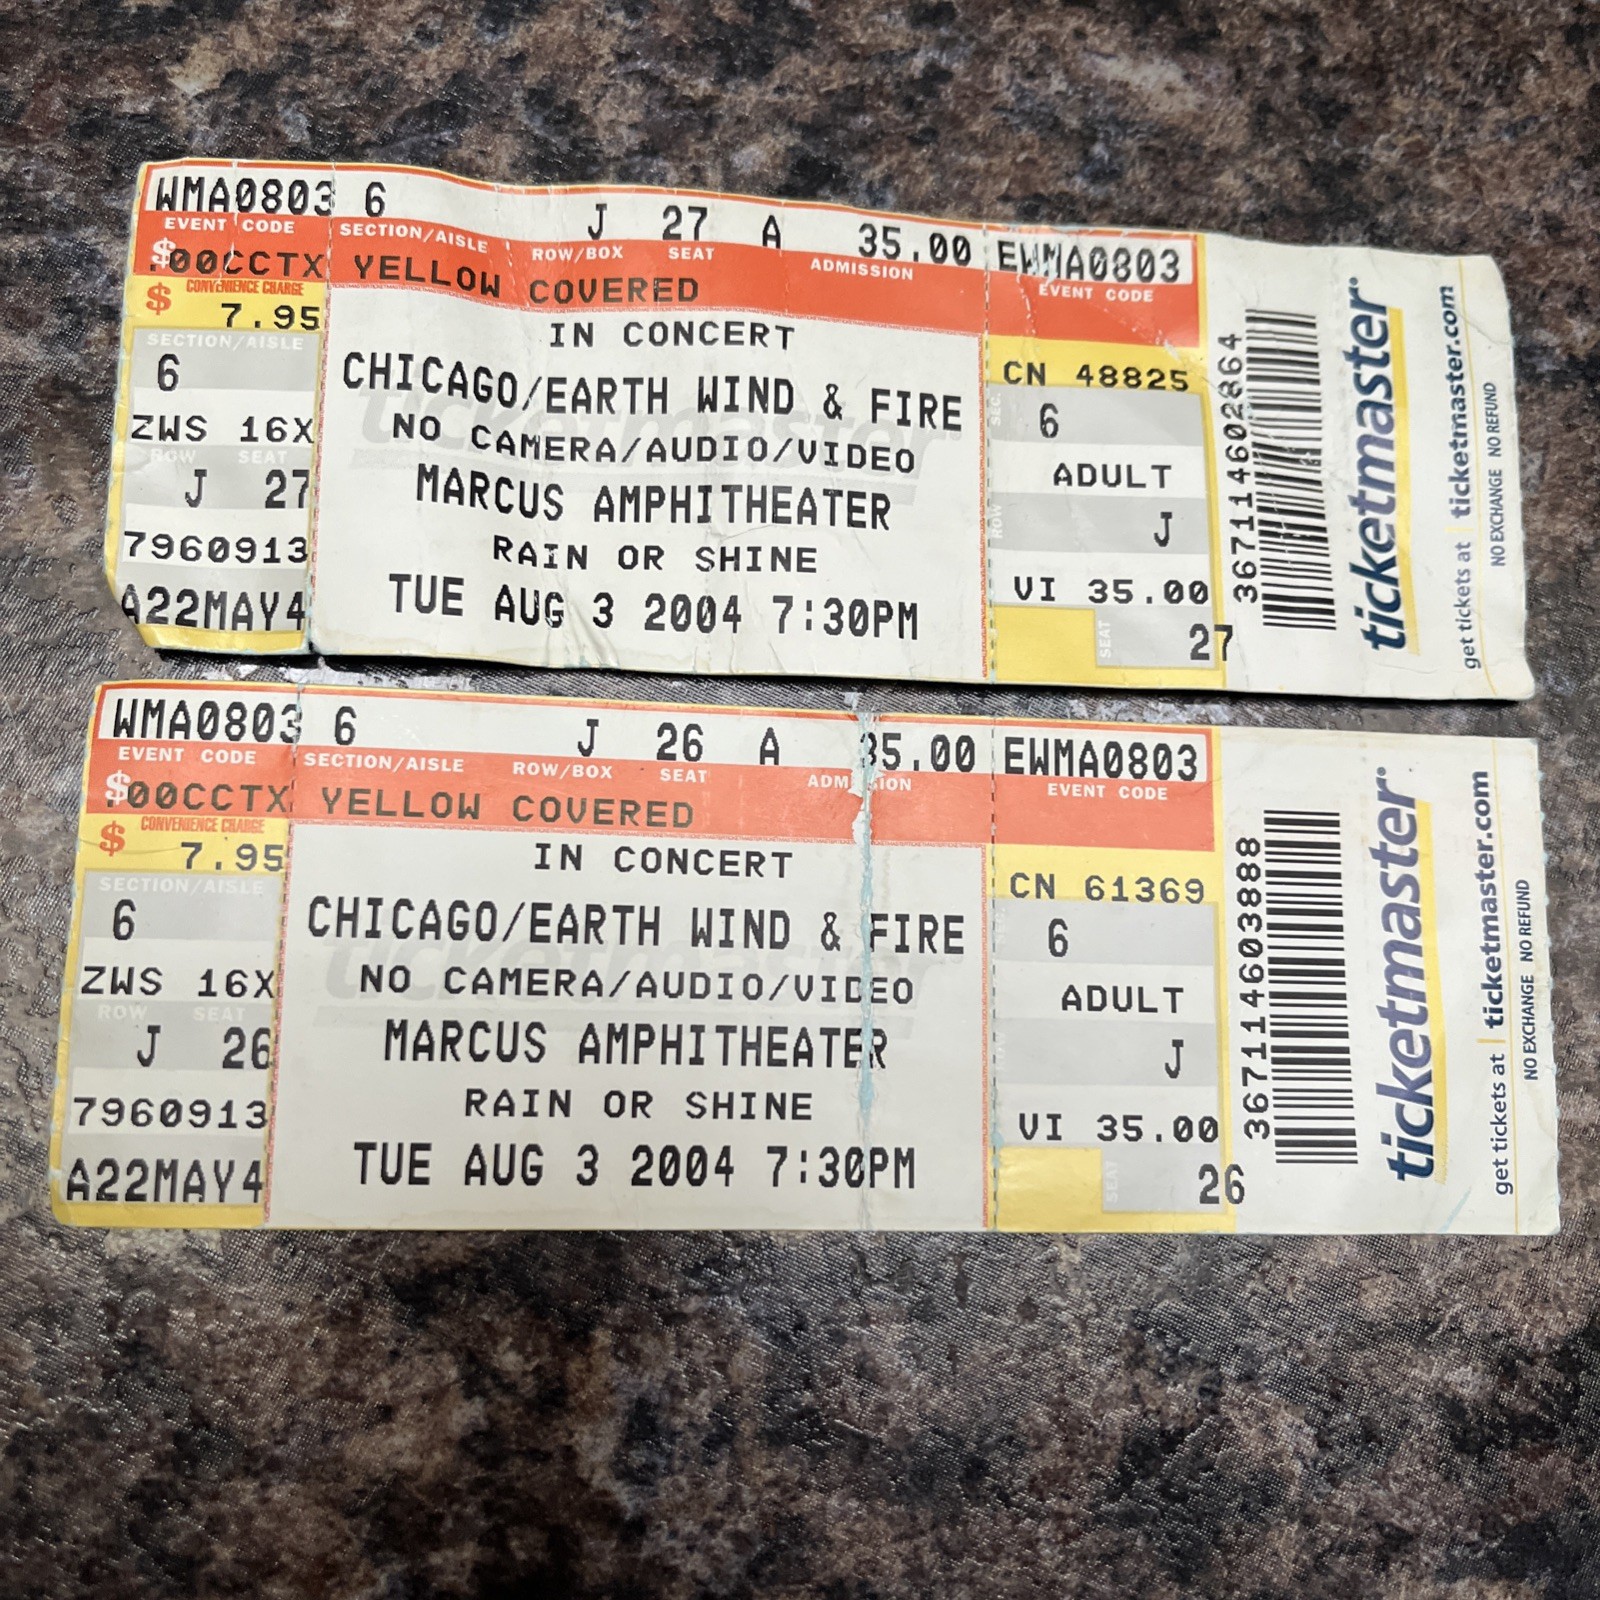 WMA0803 6 J 27 A 35.00 EWMA0803
EVENT CODE SECTION/AISLE ROW/BOX SEAT ADMISSION EVENT CODE
$ .00CCTX YELLOW COVERED
CONVENIENCE CHARGE
$ 7.95 IN CONCERT
SECTION/AISLE
6 CHICAGO/EARTH WIND & FIRE
ZWS 16X NO CAMERA/AUDIO/VIDEO
ROW SEAT
J 27 MARCUS AMPHITHEATER
7960913 RAIN OR SHINE
A22MAY4 TUE AUG 3 2004 7:30PM
CN 48825
SEC.
6
ADULT
ROW
J
VI 35.00
SEAT
27
367114602864
ticketmaster
get tickets at ticketmaster.com
NO EXCHANGE NO REFUND
WMA0803 6 J 26 A 35.00 EWMA0803
EVENT CODE SECTION/AISLE ROW/BOX SEAT ADMISSION EVENT CODE
$ .00CCTX YELLOW COVERED
CONVENIENCE CHARGE
$ 7.95 IN CONCERT
SECTION/AISLE
6 CHICAGO/EARTH WIND & FIRE
ZWS 16X NO CAMERA/AUDIO/VIDEO
ROW SEAT
J 26 MARCUS AMPHITHEATER
7960913 RAIN OR SHINE
A22MAY4 TUE AUG 3 2004 7:30PM
CN 61369
6
ADULT
J
VI 35.00
SEAT
26
367114603888
ticketmaster
get tickets at ticketmaster.com
NO EXCHANGE NO REFUND